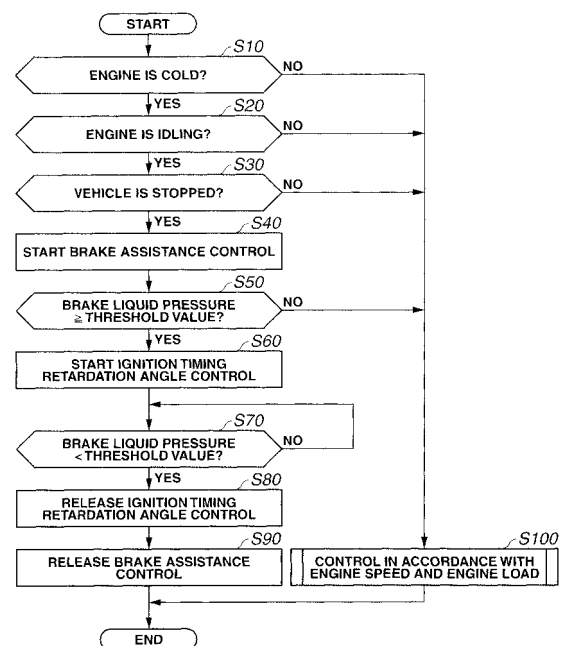 START
S10
ENGINE IS COLD?
NO
YES
S20
ENGINE IS IDLING?
NO
YES
S30
VEHICLE IS STOPPED?
NO
YES
S40
START BRAKE ASSISTANCE CONTROL
S50
BRAKE LIQUID PRESSURE
≧ THRESHOLD VALUE?
NO
YES
S60
START IGNITION TIMING
RETARDATION ANGLE CONTROL
S70
BRAKE LIQUID PRESSURE
< THRESHOLD VALUE?
NO
YES
S80
RELEASE IGNITION TIMING
RETARDATION ANGLE CONTROL
S90
RELEASE BRAKE ASSISTANCE
CONTROL
S100
CONTROL IN ACCORDANCE WITH
ENGINE SPEED AND ENGINE LOAD
END